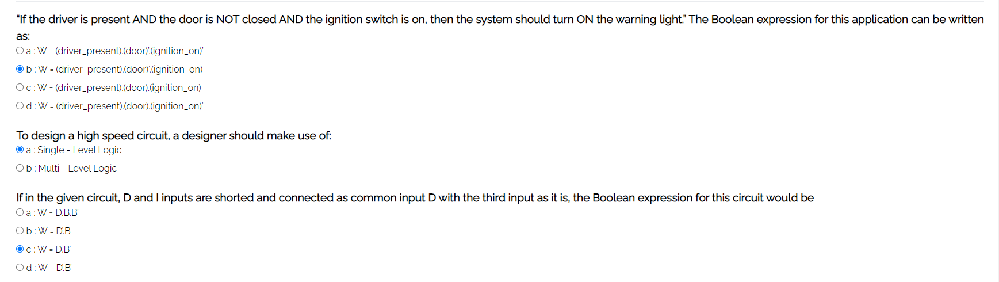 "If the driver is present AND the door is NOT closed AND the ignition switch is on, then the system should turn ON the warning light." The Boolean expression for this application can be written
as:
a : W = (driver_present).(door)'.(ignition_on)'
b : W = (driver_present).(door)'.(ignition_on)
c : W = (driver_present).(door).(ignition_on)
d : W = (driver_present).(door).(ignition_on)'
To design a high speed circuit, a designer should make use of:
a : Single - Level Logic
b : Multi - Level Logic
If in the given circuit, D and I inputs are shorted and connected as common input D with the third input as it is, the Boolean expression for this circuit would be
a : W = D.B.B'
b : W = D'.B
c : W = D.B'
d : W = D'.B'